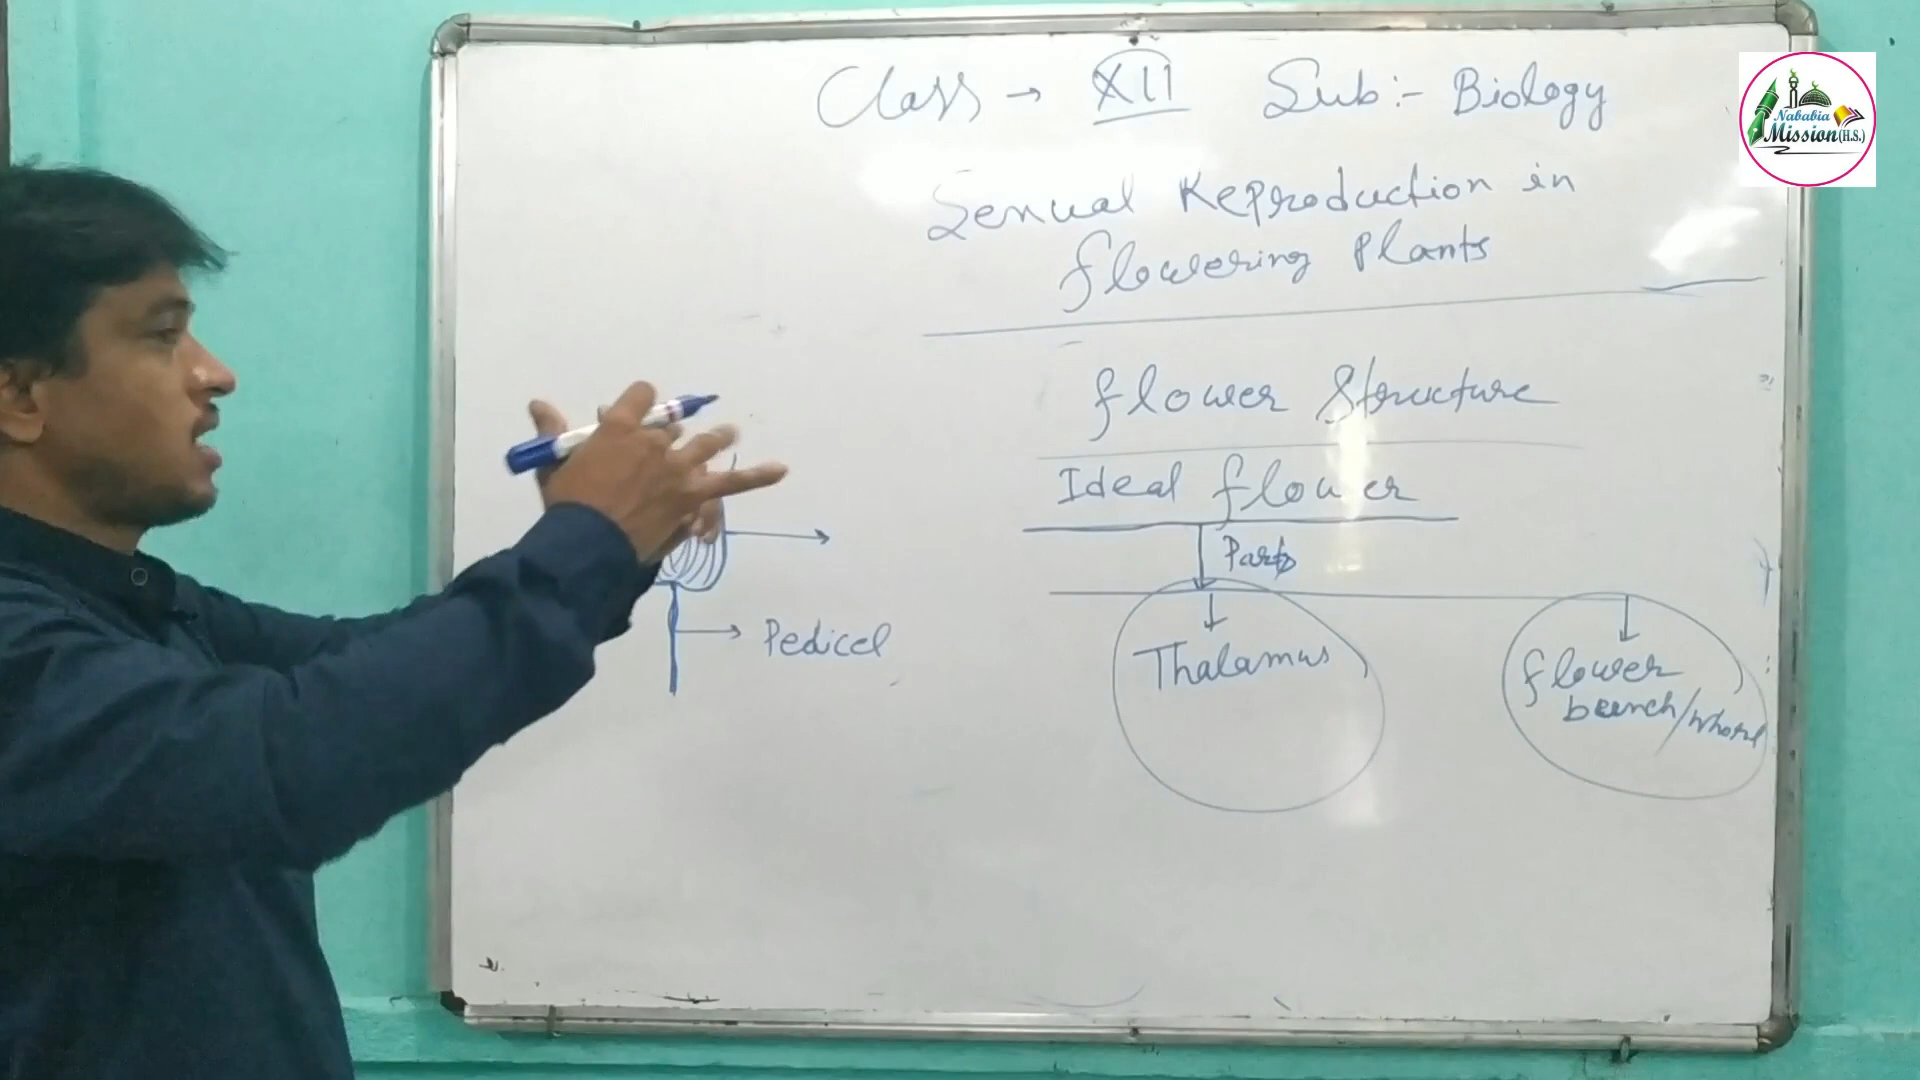 Class → XII Sub:- Biology
Sexual Reproduction in
flowering Plants
flower Structure
Ideal flower
Parts
Thalamus
flower
bunch/Whorl
Pedicel
Nababia
Mission(H.S.)